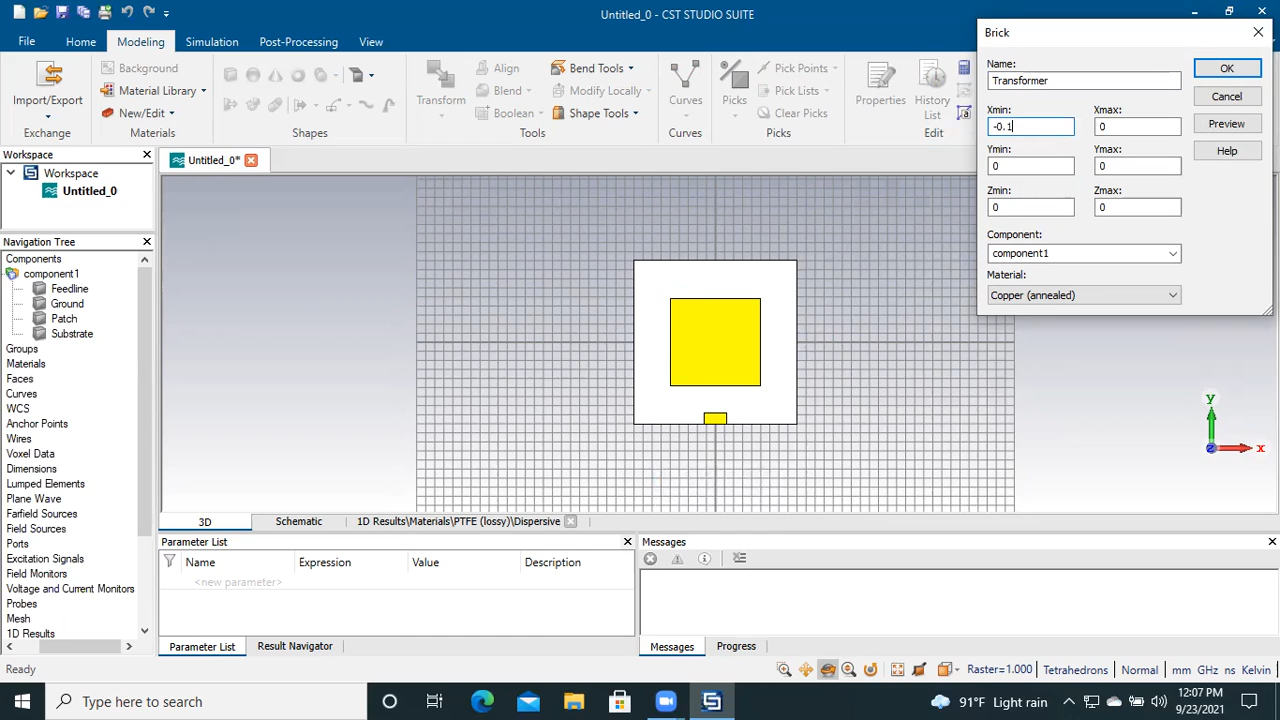 Untitled_0 - CST STUDIO SUITE
File
Home
Modeling
Simulation
Post-Processing
View
Import/Export
Exchange
Background
Material Library
New/Edit
Materials
Shapes
Transform
Align
Blend
Boolean
Bend Tools
Modify Locally
Shape Tools
Tools
Curves
Curves
Picks
Pick Points
Pick Lists
Clear Picks
Picks
Properties
History List
Edit
Brick
Name:
Transformer
OK
Cancel
Preview
Help
Xmin:
Xmax:
-0.1
0
Ymin:
Ymax:
0
0
Zmin:
Zmax:
0
0
Component:
component1
Material:
Copper (annealed)
Workspace
Workspace
Untitled_0
Untitled_0*
Navigation Tree
Components
component1
Feedline
Ground
Patch
Substrate
Groups
Materials
Faces
Curves
WCS
Anchor Points
Wires
Voxel Data
Dimensions
Lumped Elements
Plane Wave
Farfield Sources
Field Sources
Ports
Excitation Signals
Field Monitors
Voltage and Current Monitors
Probes
Mesh
1D Results
y
x
z
3D
Schematic
1D Results\Materials\PTFE (lossy)\Dispersive
Parameter List
Name
Expression
Value
Description
<new parameter>
Parameter List
Result Navigator
Messages
Messages
Progress
Ready
Raster=1.000
Tetrahedrons
Normal
mm GHz ns Kelvin
Type here to search
91°F Light rain
12:07 PM
9/23/2021